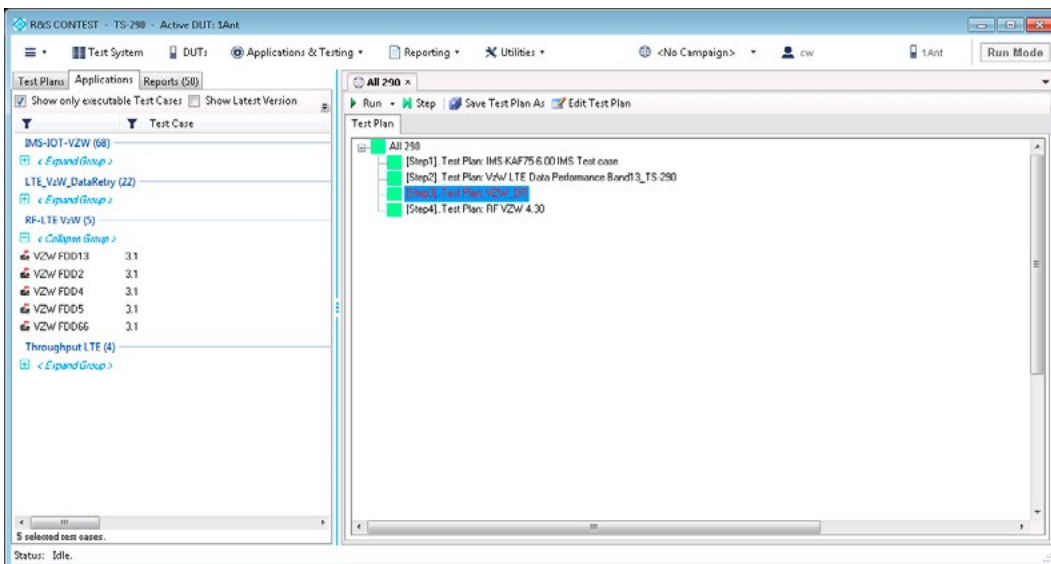 R&S CONTEST - TS-290 - Active DUT: 1Ant
Test System DUTs Applications & Testing Reporting Utilities <No Campaign> cw 1Ant Run Mode
Test Plans Applications Reports (50)
Show only executable Test Cases Show Latest Version
Test Case
IMS-IOT-VZW (68)
< Expand Group >
LTE_VzW_DataRetry (22)
< Expand Group >
RF-LTE VzW (5)
< Collapse Group >
VZW FDD13 3.1
VZW FDD2 3.1
VZW FDD4 3.1
VZW FDD5 3.1
VZW FDD66 3.1
Throughput LTE (4)
< Expand Group >
5 selected test cases.
Status: Idle.
All 290 ×
Run Step Save Test Plan As Edit Test Plan
Test Plan
All 290
[Step1]. Test Plan: IMS-KAF75 6.00 IMS Test case
[Step2]. Test Plan: VzW LTE Data Performance Band13_TS-290
[Step3]. Test Plan: VZW_DR
[Step4]. Test Plan: RF VZW 4.30